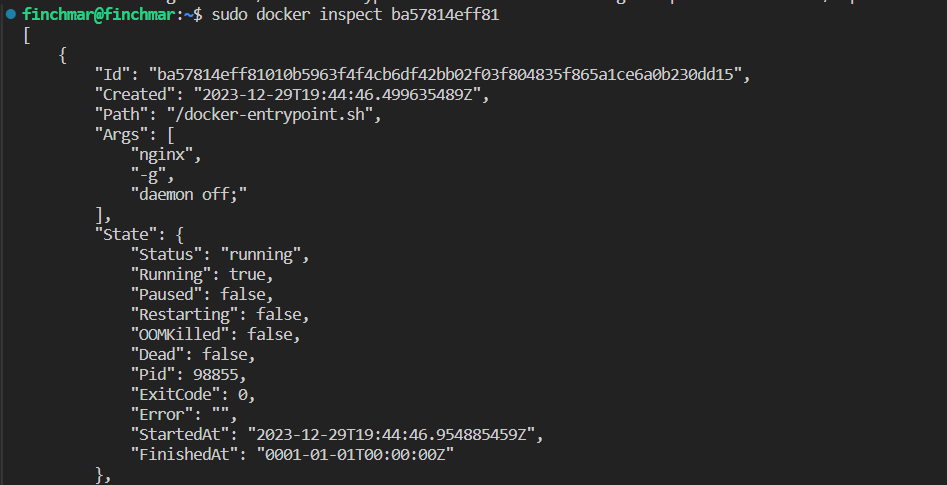 finchmar@finchmar:~$ sudo docker inspect ba57814eff81
[
    {
        "Id": "ba57814eff81010b5963f4f4cb6df42bb02f03f804835f865a1ce6a0b230dd15",
        "Created": "2023-12-29T19:44:46.499635489Z",
        "Path": "/docker-entrypoint.sh",
        "Args": [
            "nginx",
            "-g",
            "daemon off;"
        ],
        "State": {
            "Status": "running",
            "Running": true,
            "Paused": false,
            "Restarting": false,
            "OOMKilled": false,
            "Dead": false,
            "Pid": 98855,
            "ExitCode": 0,
            "Error": "",
            "StartedAt": "2023-12-29T19:44:46.954885459Z",
            "FinishedAt": "0001-01-01T00:00:00Z"
        },